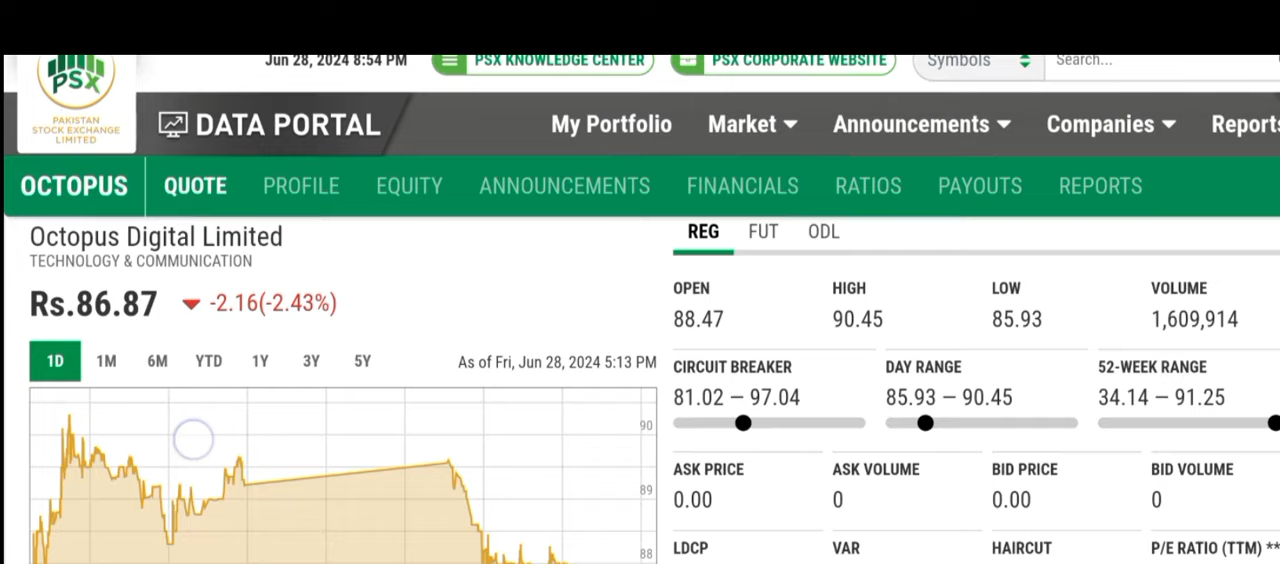 Jun 28, 2024 8:54 PM
PSX KNOWLEDGE CENTER
PSX CORPORATE WEBSITE
Symbols
Search...
PSX
PAKISTAN
STOCK EXCHANGE
LIMITED
DATA PORTAL
My Portfolio
Market
Announcements
Companies
Reports
OCTOPUS
QUOTE
PROFILE
EQUITY
ANNOUNCEMENTS
FINANCIALS
RATIOS
PAYOUTS
REPORTS
Octopus Digital Limited
TECHNOLOGY & COMMUNICATION
Rs.86.87 -2.16(-2.43%)
1D 1M 6M YTD 1Y 3Y 5Y
As of Fri, Jun 28, 2024 5:13 PM
90
89
88
REG FUT ODL
OPEN HIGH LOW VOLUME
88.47 90.45 85.93 1,609,914
CIRCUIT BREAKER DAY RANGE 52-WEEK RANGE
81.02 — 97.04 85.93 — 90.45 34.14 — 91.25
ASK PRICE ASK VOLUME BID PRICE BID VOLUME
0.00 0 0.00 0
LDCP VAR HAIRCUT P/E RATIO (TTM) **